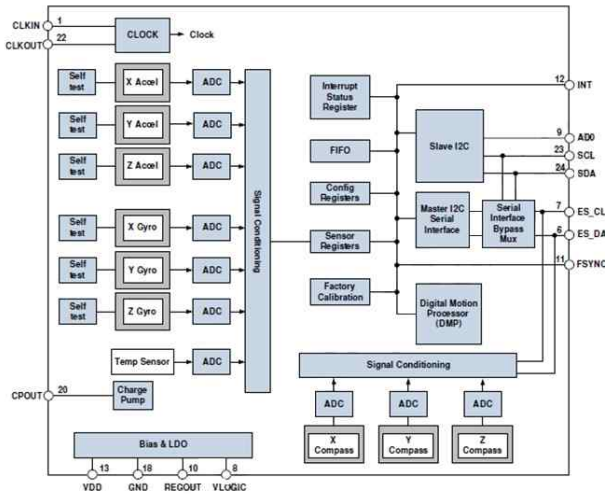 CLKIN 1
CLKOUT 22
CLOCK
Clock
Self test
X Accel
ADC
Self test
Y Accel
ADC
Self test
Z Accel
ADC
Self test
X Gyro
ADC
Self test
Y Gyro
ADC
Self test
Z Gyro
ADC
Temp Sensor
ADC
Signal Conditioning
CPOUT 20
Charge
Pump
Bias & LDO
13 18 10 8
VDD GND REGOUT VLOGIC
Interrupt
Status
Register
FIFO
Config
Registers
Sensor
Registers
Factory
Calibration
Slave I2C
Master I2C
Serial
Interface
Serial
Interface
Bypass
Mux
Digital Motion
Processor
(DMP)
12 INT
9 AD0
23 SCL
24 SDA
7 ES_CL
6 ES_DA
11 FSYNC
Signal Conditioning
ADC
ADC
ADC
X
Compass
Y
Compass
Z
Compass